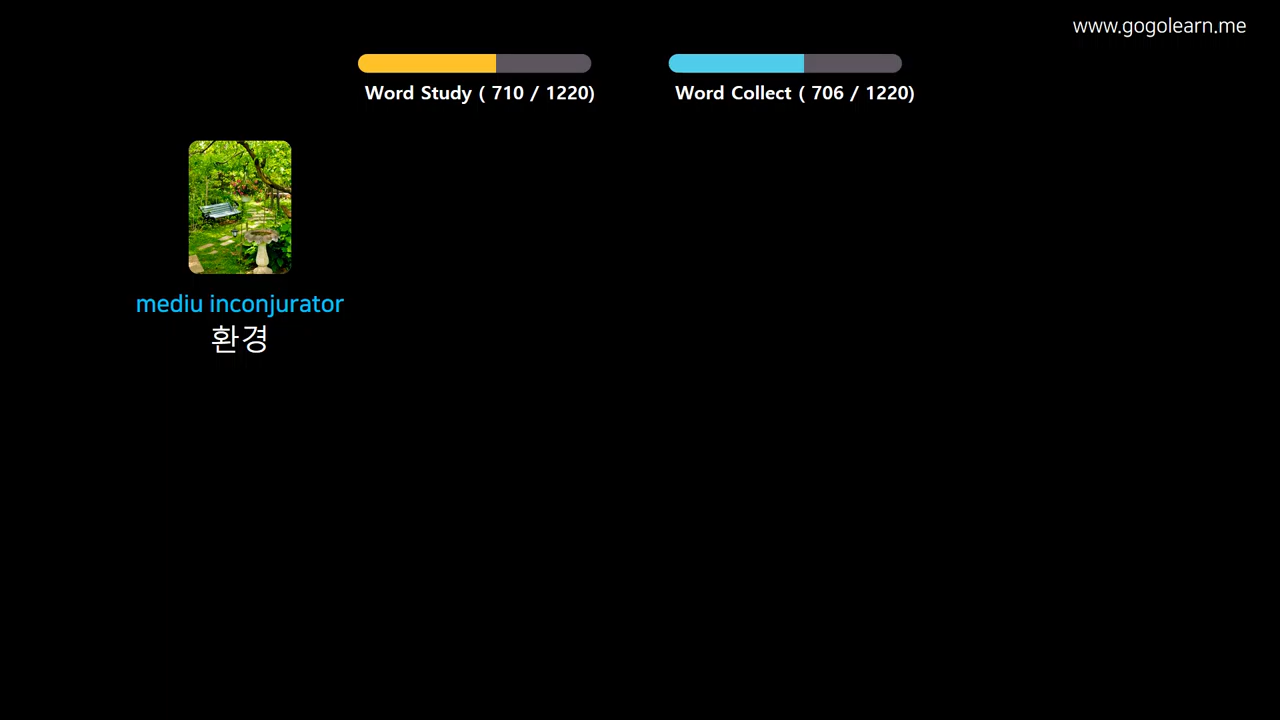 www.gogolearn.me
Word Study ( 710 / 1220)
Word Collect ( 706 / 1220)
mediu inconjurator
환경